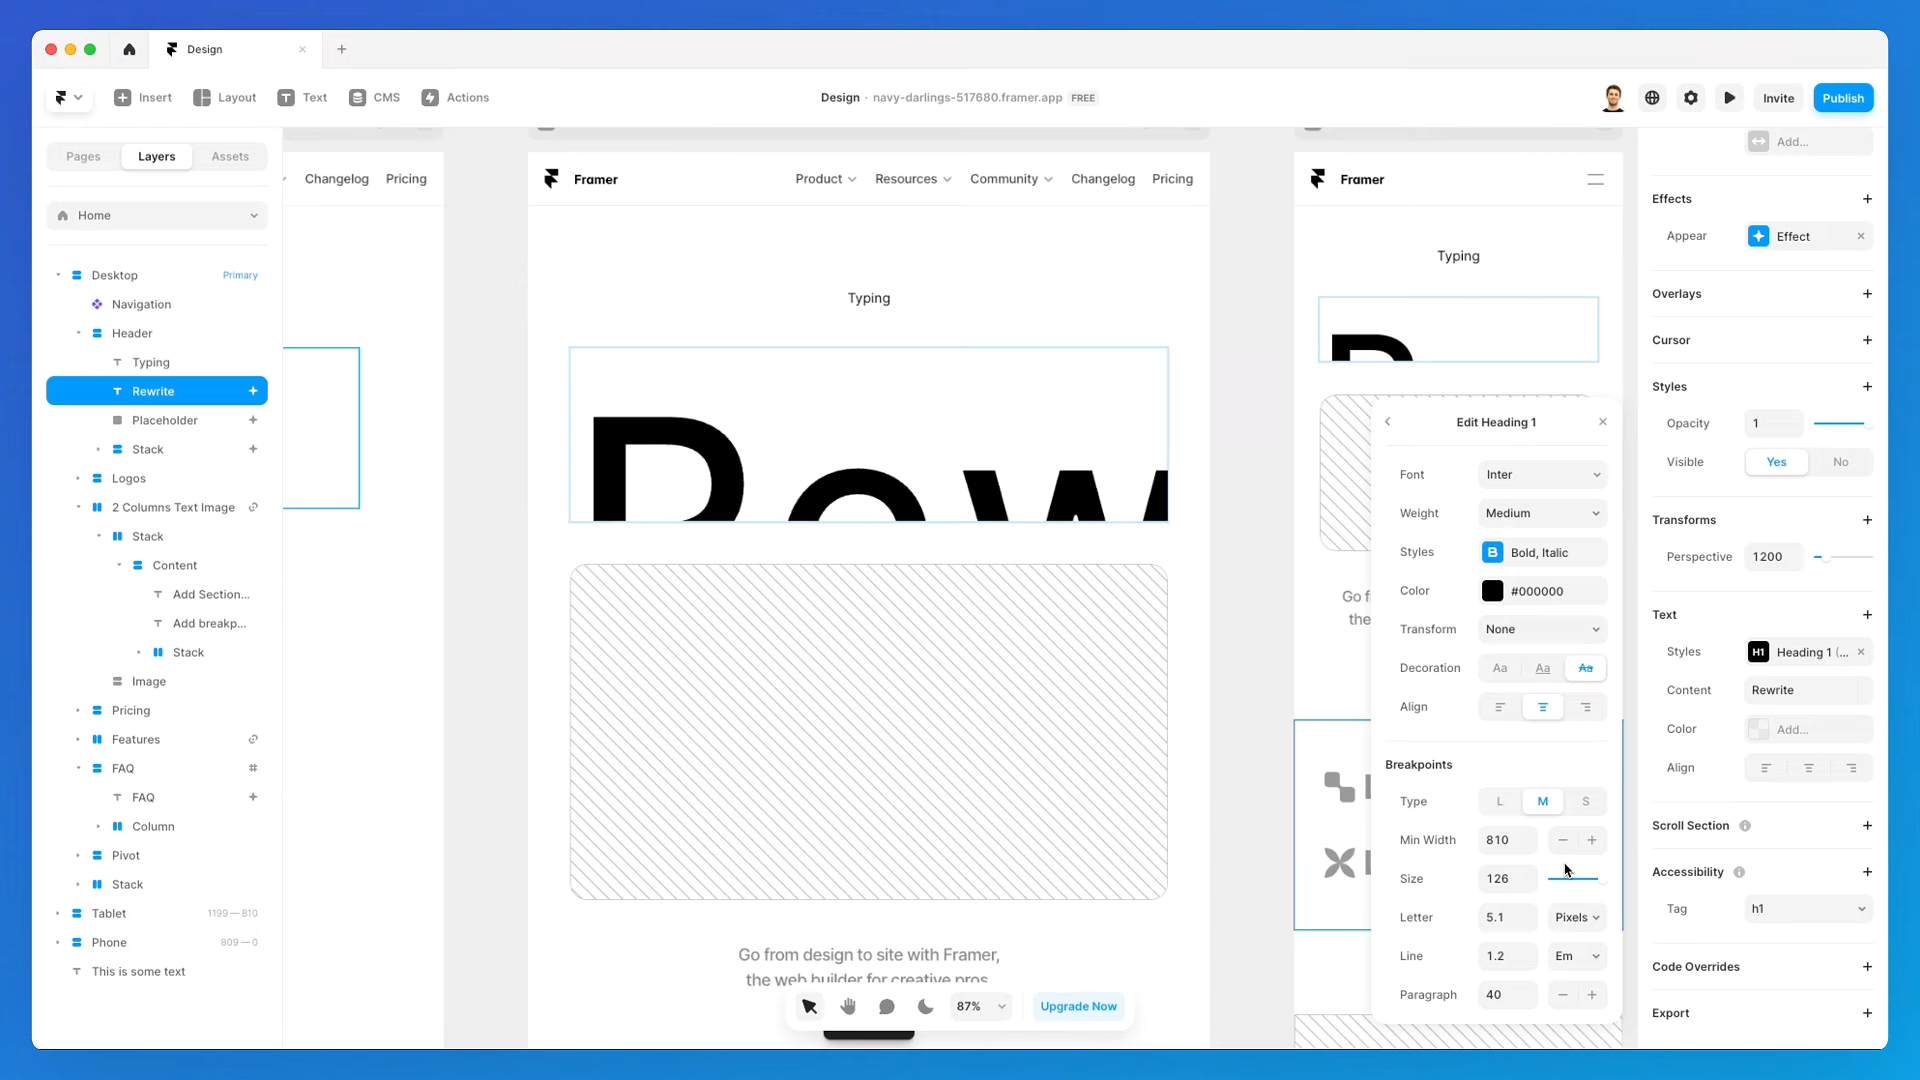 Design
Insert
Layout
Text
CMS
Actions
Design · navy-darlings-517680.framer.app FREE
Invite
Publish
Pages
Layers
Assets
Home
Desktop Primary
Navigation
Header
Typing
Rewrite
Placeholder
Stack
Logos
2 Columns Text Image
Stack
Content
Add Section...
Add breakp...
Stack
Image
Pricing
Features
FAQ
FAQ
Column
Pivot
Stack
Tablet 1199 — 810
Phone 809 — 0
This is some text
Changelog Pricing
Framer
Product
Resources
Community
Changelog
Pricing
Typing
Rew
Go from design to site with Framer,
the web builder for creative pros
87%
Upgrade Now
Framer
Typing
R
Go f
the
Edit Heading 1
Font Inter
Weight Medium
Styles B Bold, Italic
Color #000000
Transform None
Decoration Aa Aa Aa
Align
Breakpoints
Type L M S
Min Width 810
Size 126
Letter 5.1 Pixels
Line 1.2 Em
Paragraph 40
Add...
Effects
Appear Effect
Overlays
Cursor
Styles
Opacity 1
Visible Yes No
Transforms
Perspective 1200
Text
Styles H1 Heading 1 (...
Content Rewrite
Color Add...
Align
Scroll Section
Accessibility
Tag h1
Code Overrides
Export